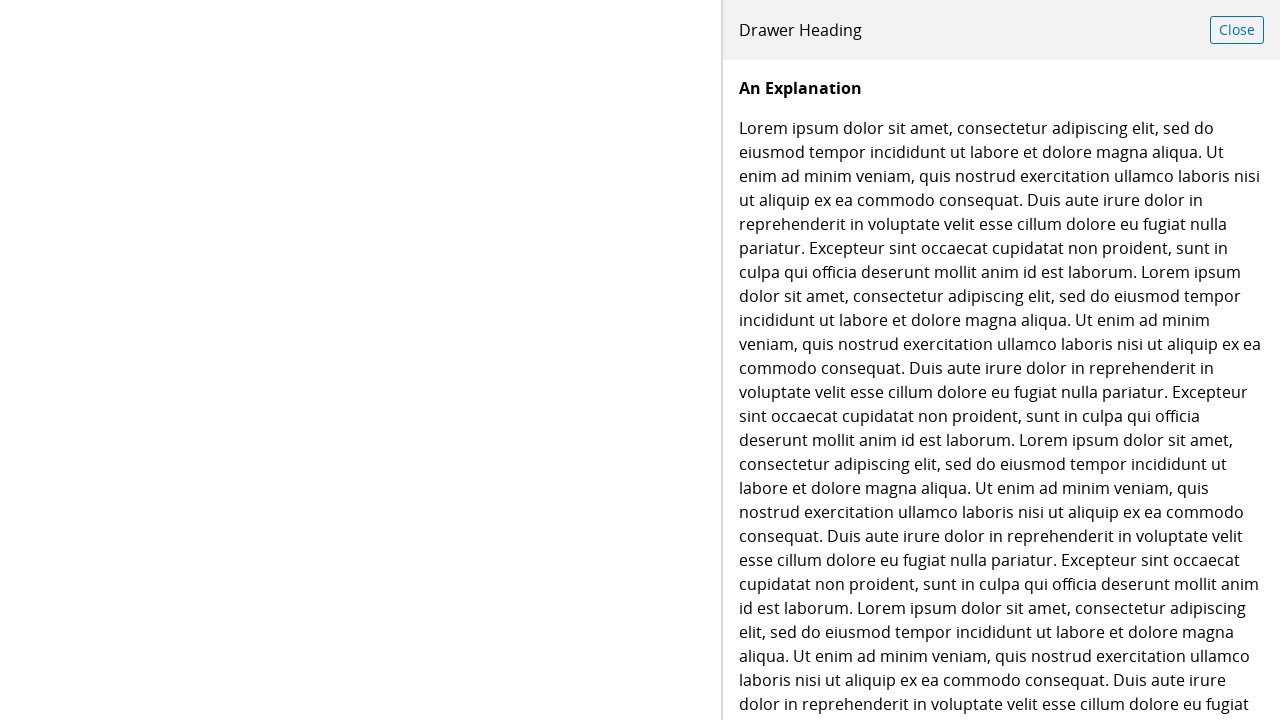 Drawer Heading
Close
An Explanation
Lorem ipsum dolor sit amet, consectetur adipiscing elit, sed do
eiusmod tempor incididunt ut labore et dolore magna aliqua. Ut
enim ad minim veniam, quis nostrud exercitation ullamco laboris nisi
ut aliquip ex ea commodo consequat. Duis aute irure dolor in
reprehenderit in voluptate velit esse cillum dolore eu fugiat nulla
pariatur. Excepteur sint occaecat cupidatat non proident, sunt in
culpa qui officia deserunt mollit anim id est laborum. Lorem ipsum
dolor sit amet, consectetur adipiscing elit, sed do eiusmod tempor
incididunt ut labore et dolore magna aliqua. Ut enim ad minim
veniam, quis nostrud exercitation ullamco laboris nisi ut aliquip ex ea
commodo consequat. Duis aute irure dolor in reprehenderit in
voluptate velit esse cillum dolore eu fugiat nulla pariatur. Excepteur
sint occaecat cupidatat non proident, sunt in culpa qui officia
deserunt mollit anim id est laborum. Lorem ipsum dolor sit amet,
consectetur adipiscing elit, sed do eiusmod tempor incididunt ut
labore et dolore magna aliqua. Ut enim ad minim veniam, quis
nostrud exercitation ullamco laboris nisi ut aliquip ex ea commodo
consequat. Duis aute irure dolor in reprehenderit in voluptate velit
esse cillum dolore eu fugiat nulla pariatur. Excepteur sint occaecat
cupidatat non proident, sunt in culpa qui officia deserunt mollit anim
id est laborum. Lorem ipsum dolor sit amet, consectetur adipiscing
elit, sed do eiusmod tempor incididunt ut labore et dolore magna
aliqua. Ut enim ad minim veniam, quis nostrud exercitation ullamco
laboris nisi ut aliquip ex ea commodo consequat. Duis aute irure
dolor in reprehenderit in voluptate velit esse cillum dolore eu fugiat